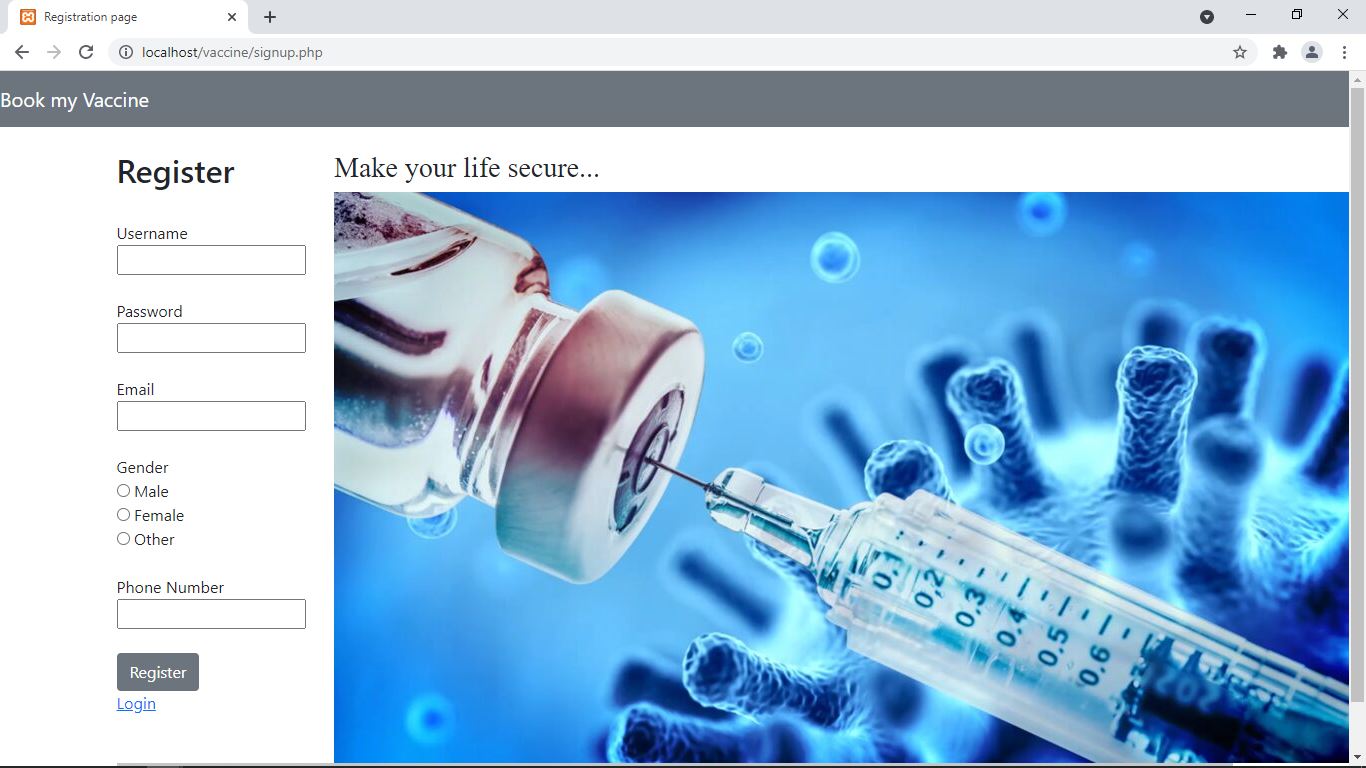 Registration page
localhost/vaccine/signup.php
Book my Vaccine
Register
Make your life secure...
Username
Password
Email
Gender
Male
Female
Other
Phone Number
Register
Login
0,1
0,2
0,3
0,4
0,5
0,6